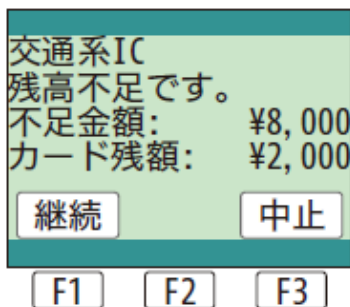 交通系IC
残高不足です。
不足金額: ¥8,000
カード残額: ¥2,000
継続 中止
F1 F2 F3